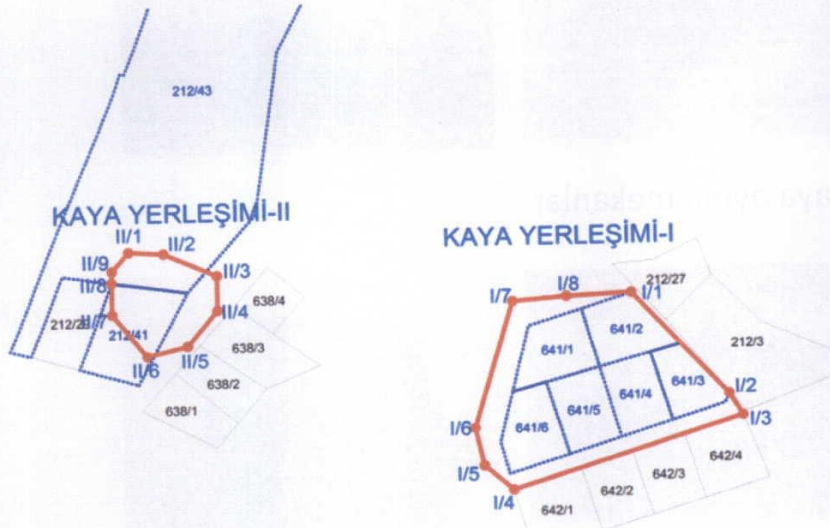 212/43
KAYA YERLEŞİMİ-II
II/1
II/2
II/9
II/3
II/8
II/4
638/4
II/7
212/41
638/3
II/5
II/6
638/2
638/1
KAYA YERLEŞİMİ-I
212/27
I/8
I/1
I/7
641/2
212/3
641/1
641/3
I/2
641/4
641/5
I/3
I/6
641/6
I/5
642/4
642/3
I/4
642/2
642/1